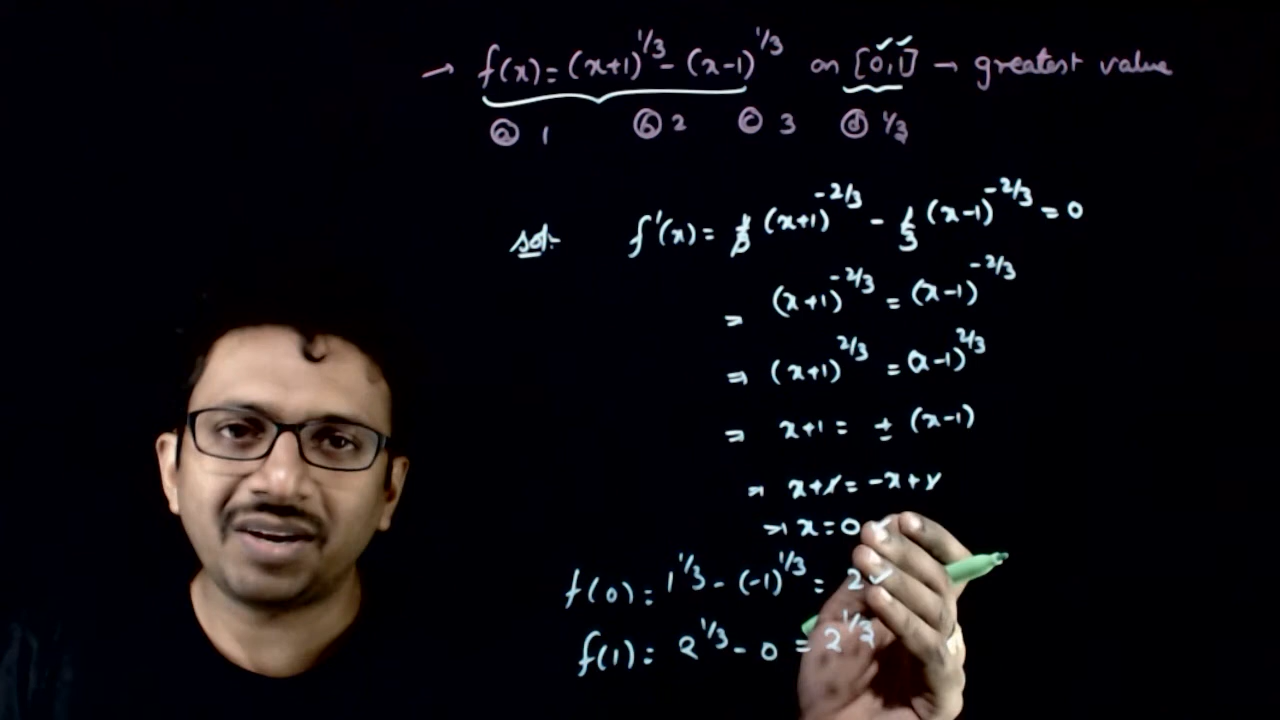 → f(x) = (x+1)^1/3 - (x-1)^1/3 on [0,1] → greatest value
ⓐ 1 ⓑ 2 ⓒ 3 ⓓ 1/3
Sol: f'(x) = 1/3 (x+1)^-2/3 - 1/3 (x-1)^-2/3 = 0
⇒ (x+1)^-2/3 = (x-1)^-2/3
⇒ (x+1)^2/3 = (x-1)^2/3
⇒ x+1 = ± (x-1)
⇒ x+1 = -x+1
⇒ x = 0 ✓
f(0) = 1^1/3 - (-1)^1/3 = 2 ✓
f(1) = 2^1/3 - 0 = 2^1/3